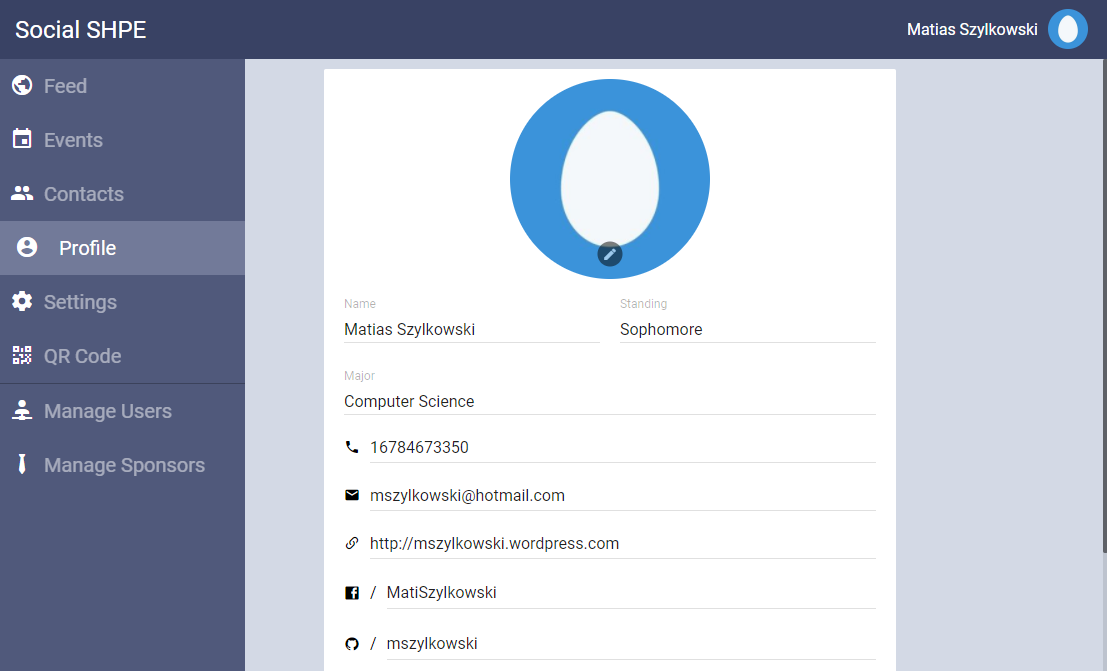 Social SHPE
Matias Szylkowski
Feed
Events
Contacts
Profile
Settings
QR Code
Manage Users
Manage Sponsors
Name
Standing
Matias Szylkowski
Sophomore
Major
Computer Science
16784673350
mszylkowski@hotmail.com
http://mszylkowski.wordpress.com
/ MatiSzylkowski
/ mszylkowski